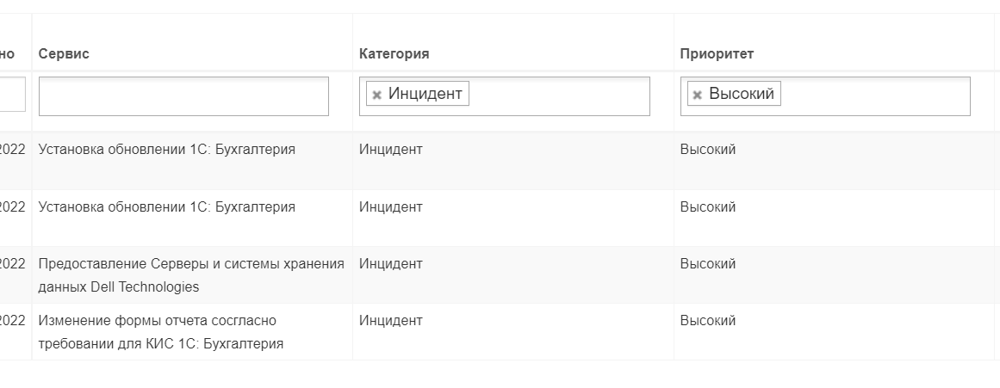 но Сервис Категория Приоритет
Инцидент Высокий
2022 Установка обновлении 1С: Бухгалтерия Инцидент Высокий
2022 Установка обновлении 1С: Бухгалтерия Инцидент Высокий
2022 Предоставление Серверы и системы хранения Инцидент Высокий
данных Dell Technologies
2022 Изменение формы отчета сосгласно Инцидент Высокий
требовании для КИС 1С: Бухгалтерия